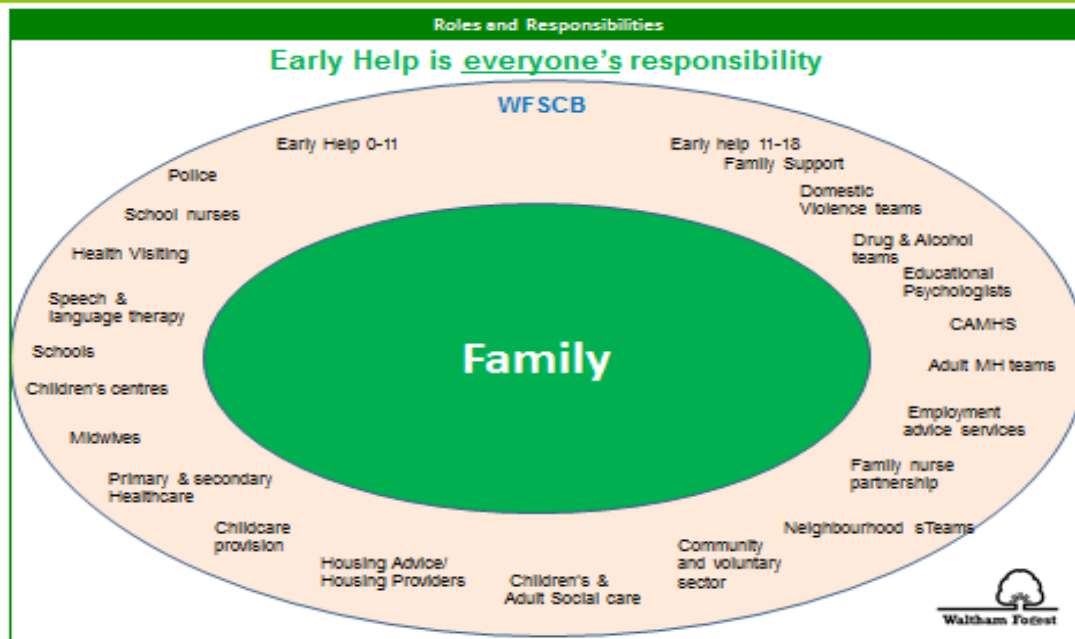 Roles and Responsibilities
Early Help is everyone's responsibility
WFSCB
Early Help 0-11
Early help 11-18
Family Support
Police
Domestic
Violence teams
School nurses
Drug & Alcohol
teams
Health Visiting
Educational
Psychologists
Speech &
language therapy
CAMHS
Schools
Family
Adult MH teams
Children's centres
Employment
advice services
Midwives
Family nurse
partnership
Primary & secondary
Healthcare
Childcare
provision
Neighbourhood sTeams
Housing Advice/
Housing Providers
Community
and voluntary
sector
Children's &
Adult Social care
Waltham Forest